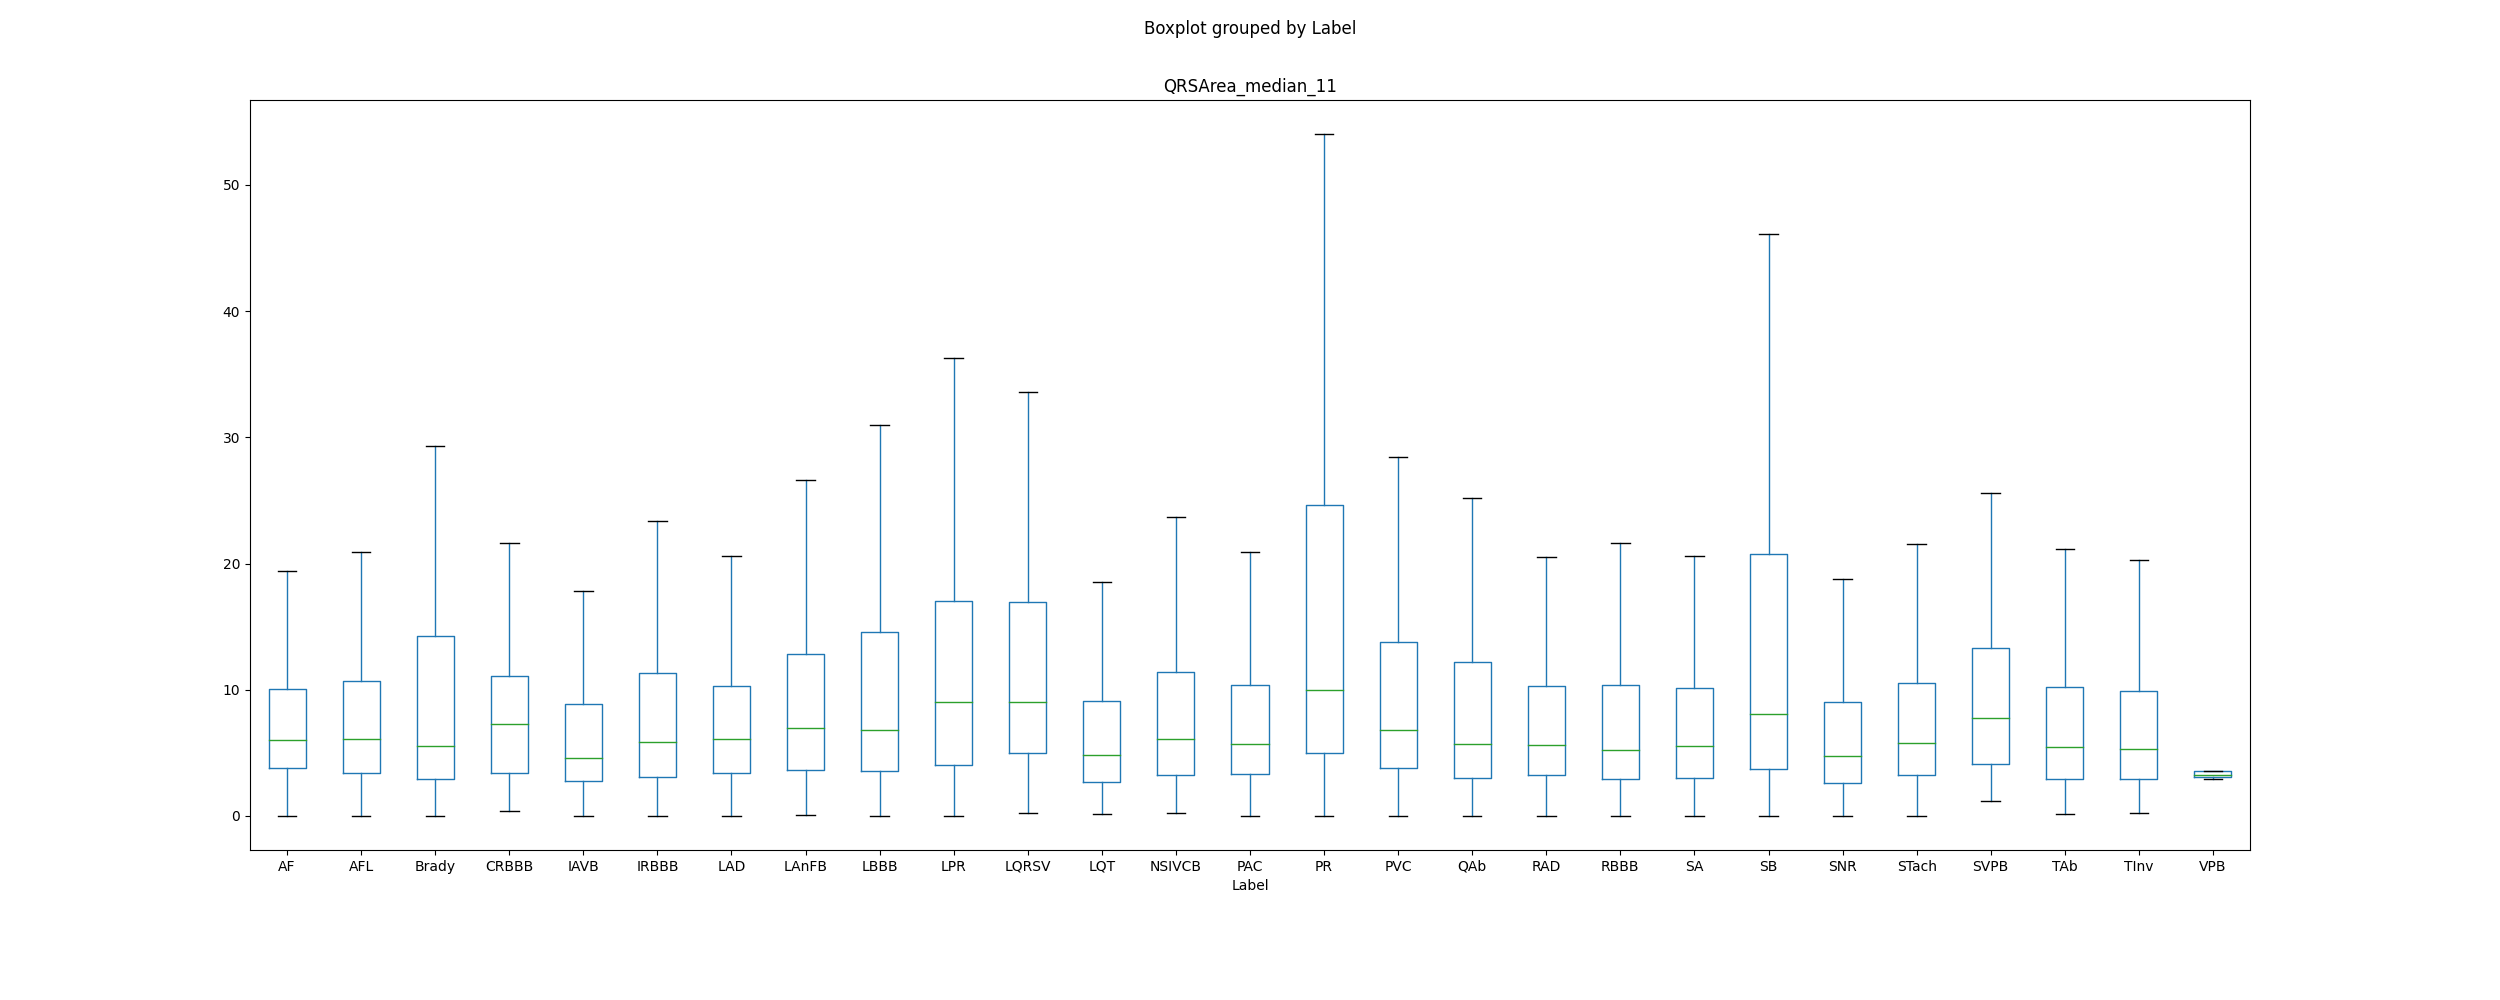 Boxplot grouped by Label
QRSArea_median_11
50
40
30
20
10
0
AF AFL Brady CRBBB IAVB IRBBB LAD LAnFB LBBB LPR LQRSV LQT NSIVCB PAC PR PVC QAb RAD RBBB SA SB SNR STach SVPB TAb TInv VPB
Label